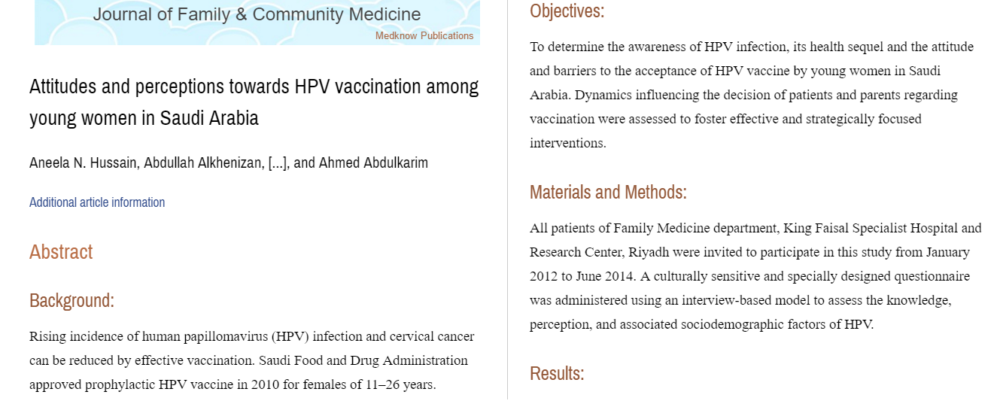 Journal of Family & Community Medicine
Medknow Publications
Attitudes and perceptions towards HPV vaccination among
young women in Saudi Arabia
Aneela N. Hussain, Abdullah Alkhenizan, [...], and Ahmed Abdulkarim
Additional article information
Abstract
Background:
Rising incidence of human papillomavirus (HPV) infection and cervical cancer
can be reduced by effective vaccination. Saudi Food and Drug Administration
approved prophylactic HPV vaccine in 2010 for females of 11–26 years.
Objectives:
To determine the awareness of HPV infection, its health sequel and the attitude
and barriers to the acceptance of HPV vaccine by young women in Saudi
Arabia. Dynamics influencing the decision of patients and parents regarding
vaccination were assessed to foster effective and strategically focused
interventions.
Materials and Methods:
All patients of Family Medicine department, King Faisal Specialist Hospital and
Research Center, Riyadh were invited to participate in this study from January
2012 to June 2014. A culturally sensitive and specially designed questionnaire
was administered using an interview-based model to assess the knowledge,
perception, and associated sociodemographic factors of HPV.
Results: